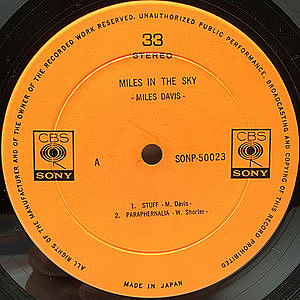 ALL RIGHTS OF THE MANUFACTURER AND OF THE OWNER OF THE RECORDED WORK RESERVED. UNAUTHORIZED PUBLIC PERFORMANCE, BROADCASTING AND COPYING OF THIS RECORD PROHIBITED
33
STEREO
MILES IN THE SKY
- MILES DAVIS -
CBS
SONY
CBS
SONY
A
SONP-50023
1. STUFF - M. Davis -
2. PARAPHERNALIA - W. Shorter -
MADE IN JAPAN